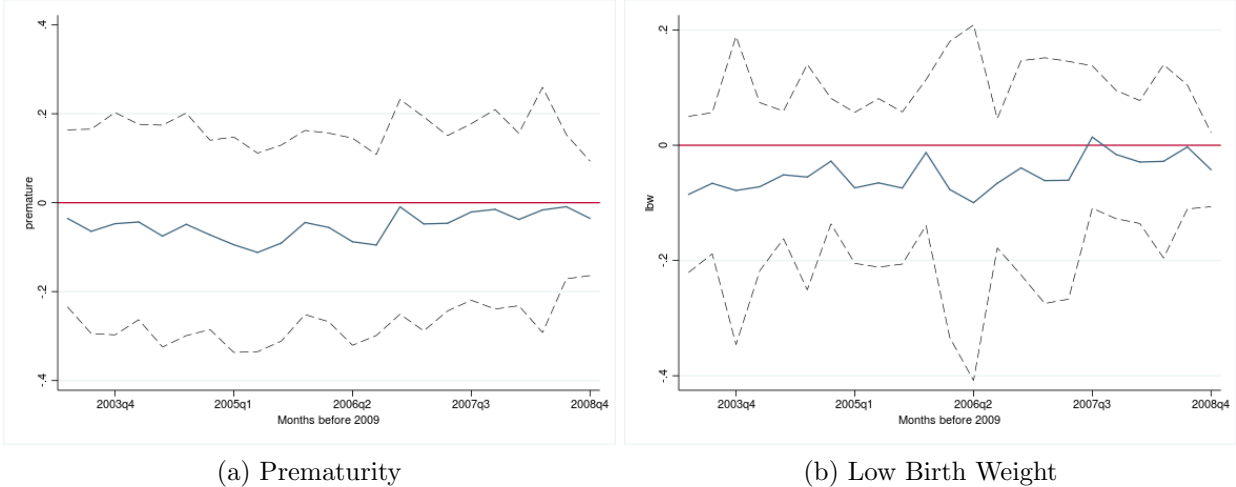 .4
.2
0
-.2
-.4
premature
2003q4 2005q1 2006q2 2007q3 2008q4
Months before 2009
(a) Prematurity
.2
0
-.2
-.4
lbw
2003q4 2005q1 2006q2 2007q3 2008q4
Months before 2009
(b) Low Birth Weight